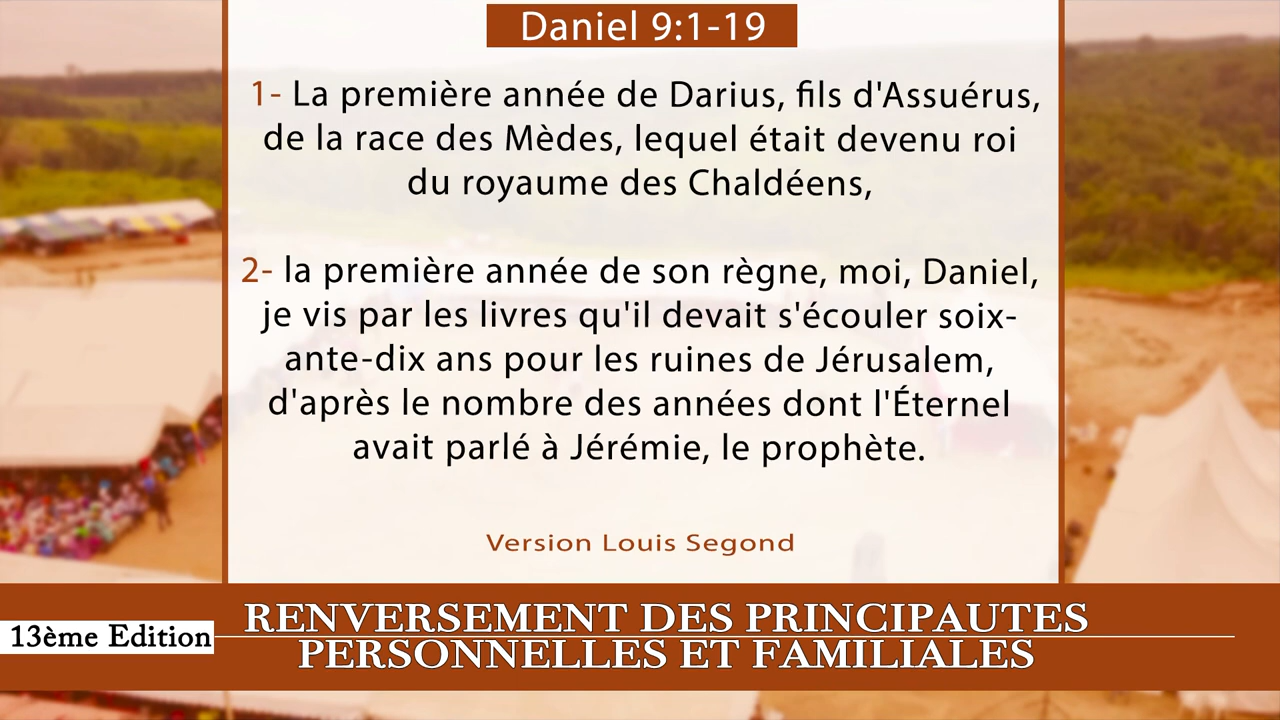 Daniel 9:1-19
1- La première année de Darius, fils d'Assuérus,
de la race des Mèdes, lequel était devenu roi
du royaume des Chaldéens,
2- la première année de son règne, moi, Daniel,
je vis par les livres qu'il devait s'écouler soix-
ante-dix ans pour les ruines de Jérusalem,
d'après le nombre des années dont l'Éternel
avait parlé à Jérémie, le prophète.
Version Louis Segond
13ème Edition
RENVERSEMENT DES PRINCIPAUTES
PERSONNELLES ET FAMILIALES